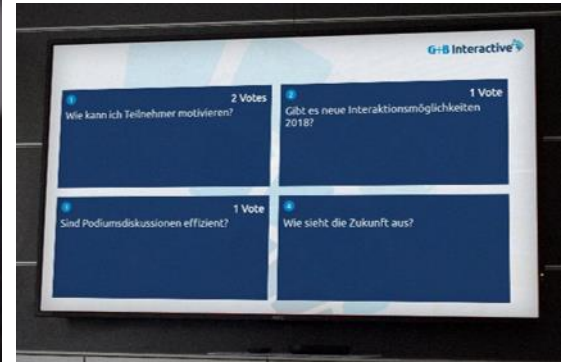 G+B Interactive
1
2 Votes
Wie kann ich Teilnehmer motivieren?
2
1 Vote
Gibt es neue Interaktionsmöglichkeiten
2018?
3
1 Vote
Sind Podiumsdiskussionen effizient?
4
Wie sieht die Zukunft aus?